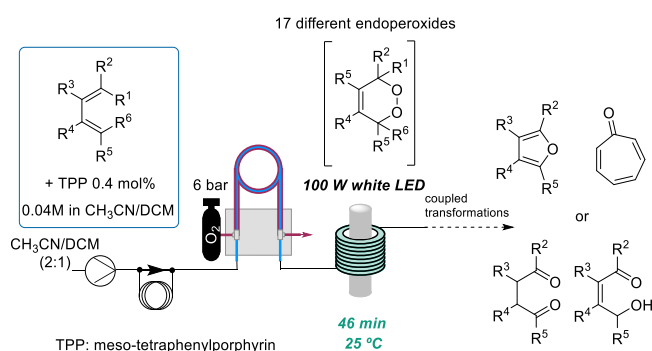 17 different endoperoxides
R2
R3
R1
R4
R6
R5
+ TPP 0.4 mol%
0.04M in CH3CN/DCM
R2
R1
R5
O
O
R4
R6
R5
6 bar
O2
100 W white LED
CH3CN/DCM
(2:1)
46 min
25 ºC
TPP: meso-tetraphenylporphyrin
coupled
transformations
R3
R2
O
R4
R5
O
or
R2
R3
O
R4
O
R5
R2
R3
O
R4
OH
R5